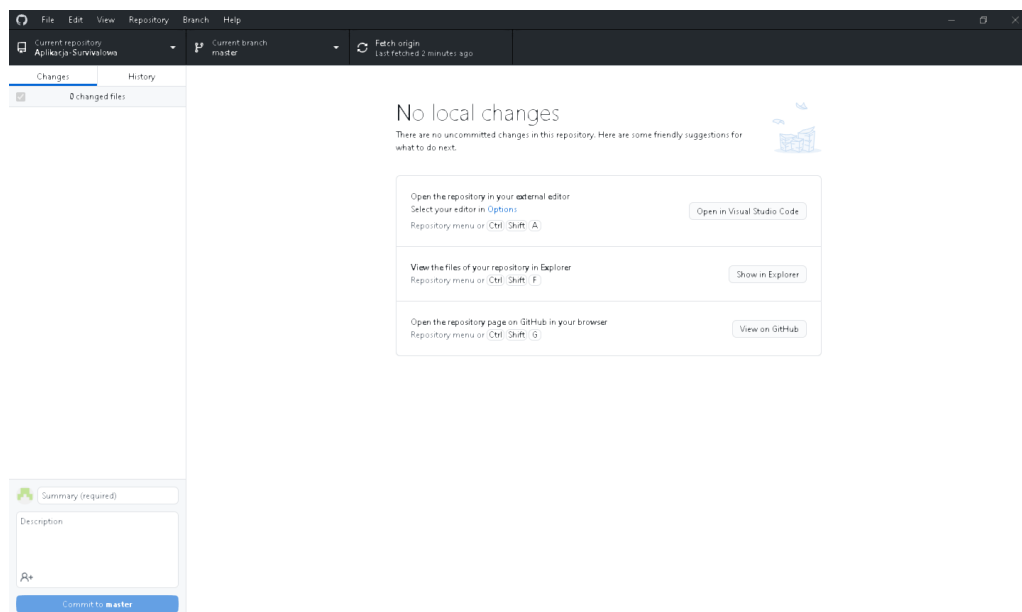 File Edit View Repository Branch Help
Current repository
Aplikacja-Survivalowa
Current branch
master
Fetch origin
Last fetched 2 minutes ago
Changes History
0 changed files
No local changes
There are no uncommitted changes in this repository. Here are some friendly suggestions for
what to do next.
Open the repository in your external editor
Select your editor in Options
Repository menu or Ctrl Shift A
Open in Visual Studio Code
View the files of your repository in Explorer
Repository menu or Ctrl Shift F
Show in Explorer
Open the repository page on GitHub in your browser
Repository menu or Ctrl Shift G
View on GitHub
Summary (required)
Description
Commit to master